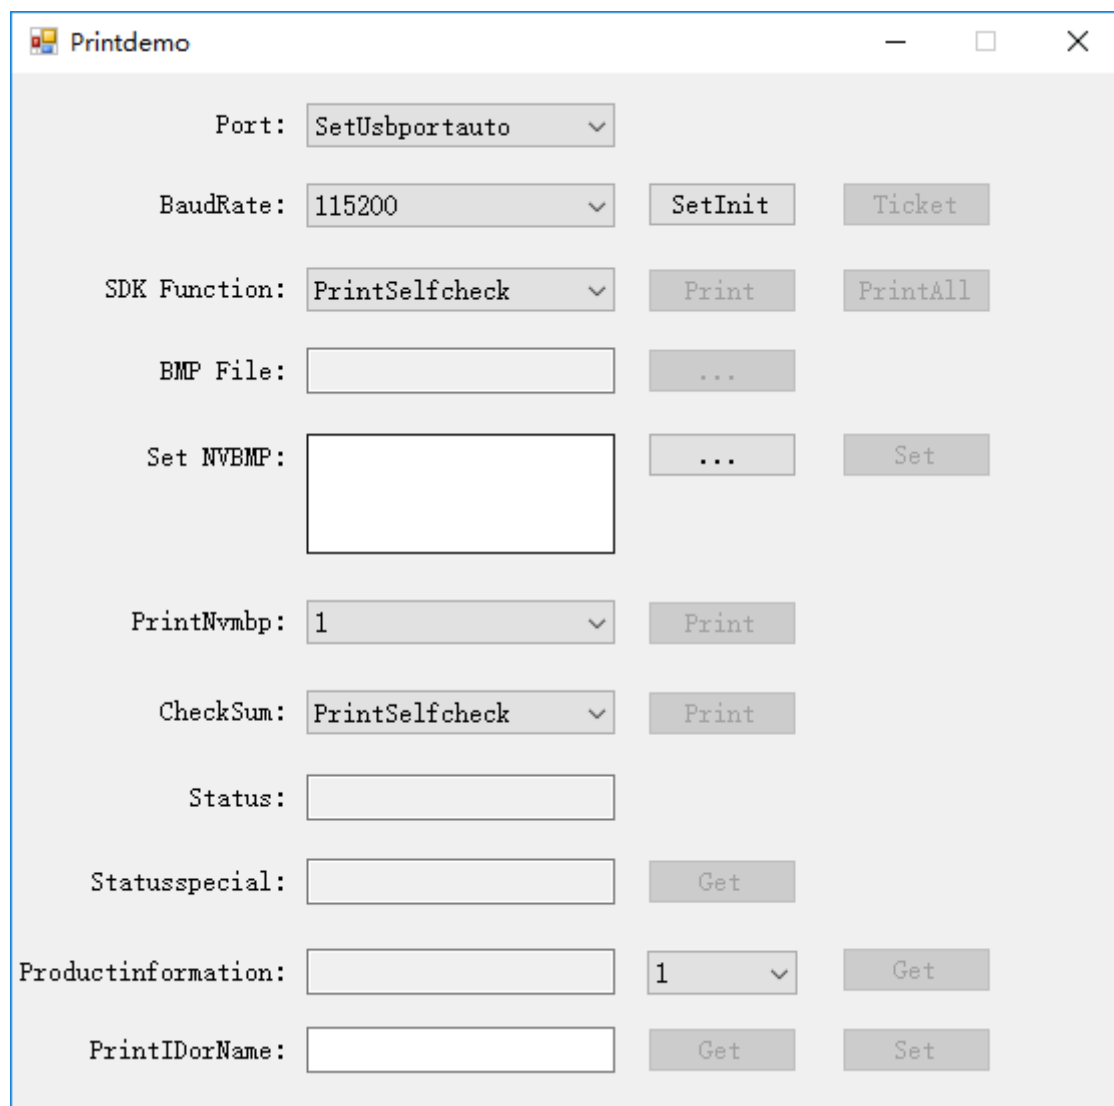 Printdemo
Port: SetUsbportauto
BaudRate: 115200 SetInit Ticket
SDK Function: PrintSelfcheck Print PrintAll
BMP File: ...
Set NVBMP: ... Set
PrintNvmbp: 1 Print
CheckSum: PrintSelfcheck Print
Status:
Statusspecial: Get
Productinformation: 1 Get
PrintIDorName: Get Set